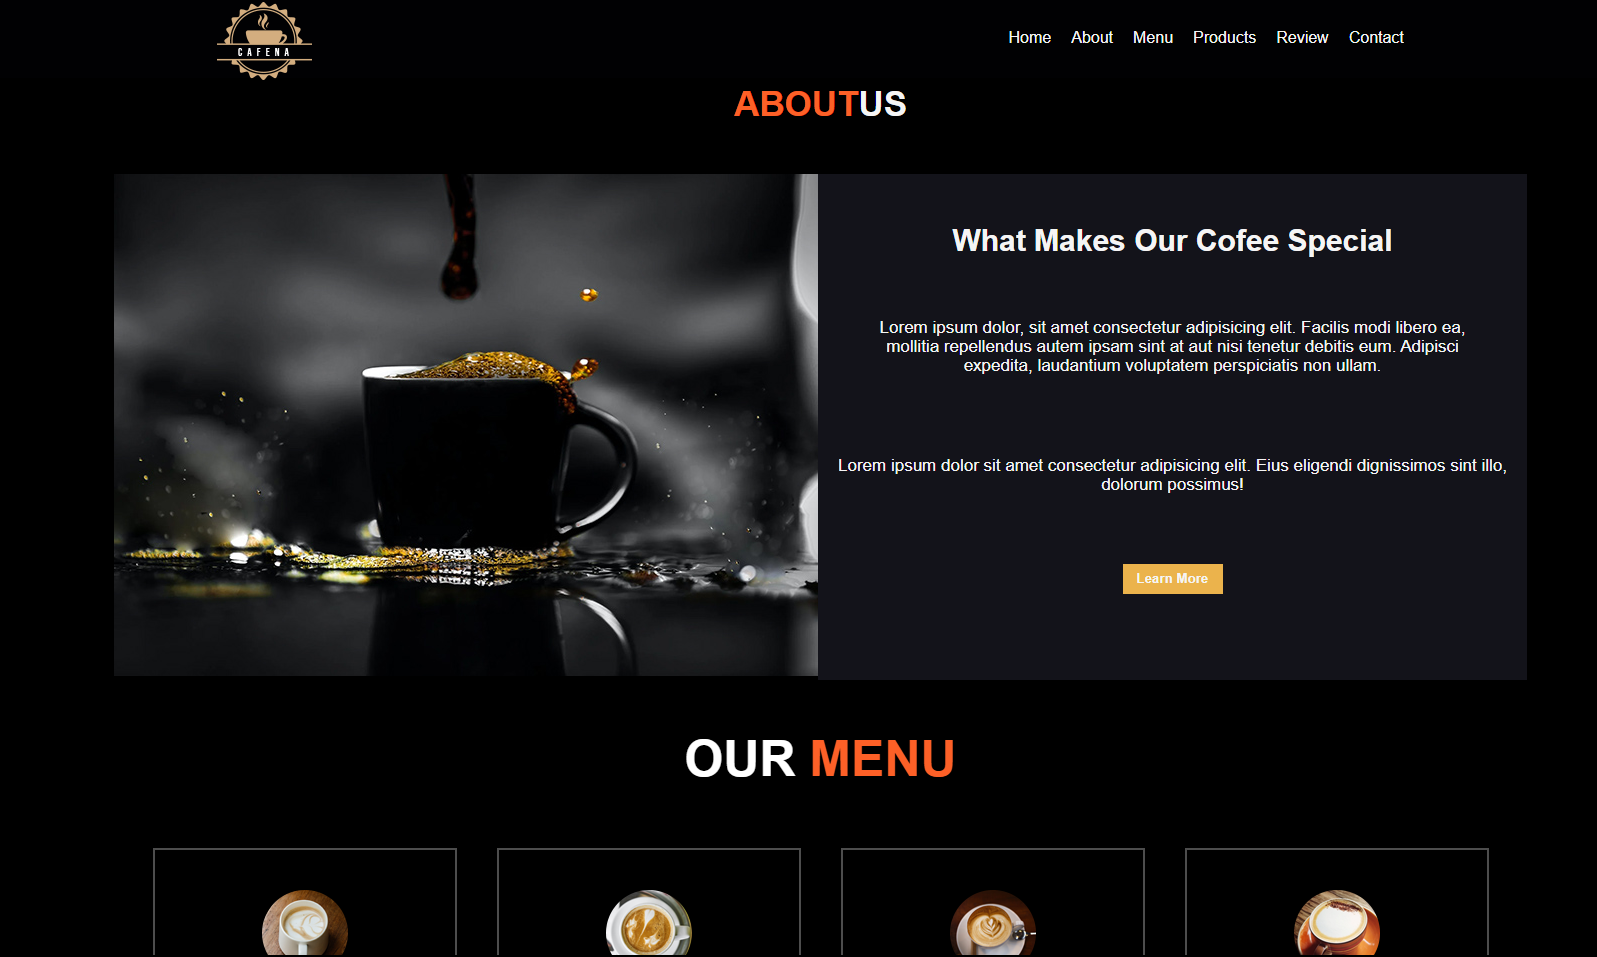 CAFENA
Home About Menu Products Review Contact
ABOUTUS
What Makes Our Cofee Special
Lorem ipsum dolor, sit amet consectetur adipisicing elit. Facilis modi libero ea,
mollitia repellendus autem ipsam sint at aut nisi tenetur debitis eum. Adipisci
expedita, laudantium voluptatem perspiciatis non ullam.
Lorem ipsum dolor sit amet consectetur adipisicing elit. Eius eligendi dignissimos sint illo,
dolorum possimus!
Learn More
OUR MENU